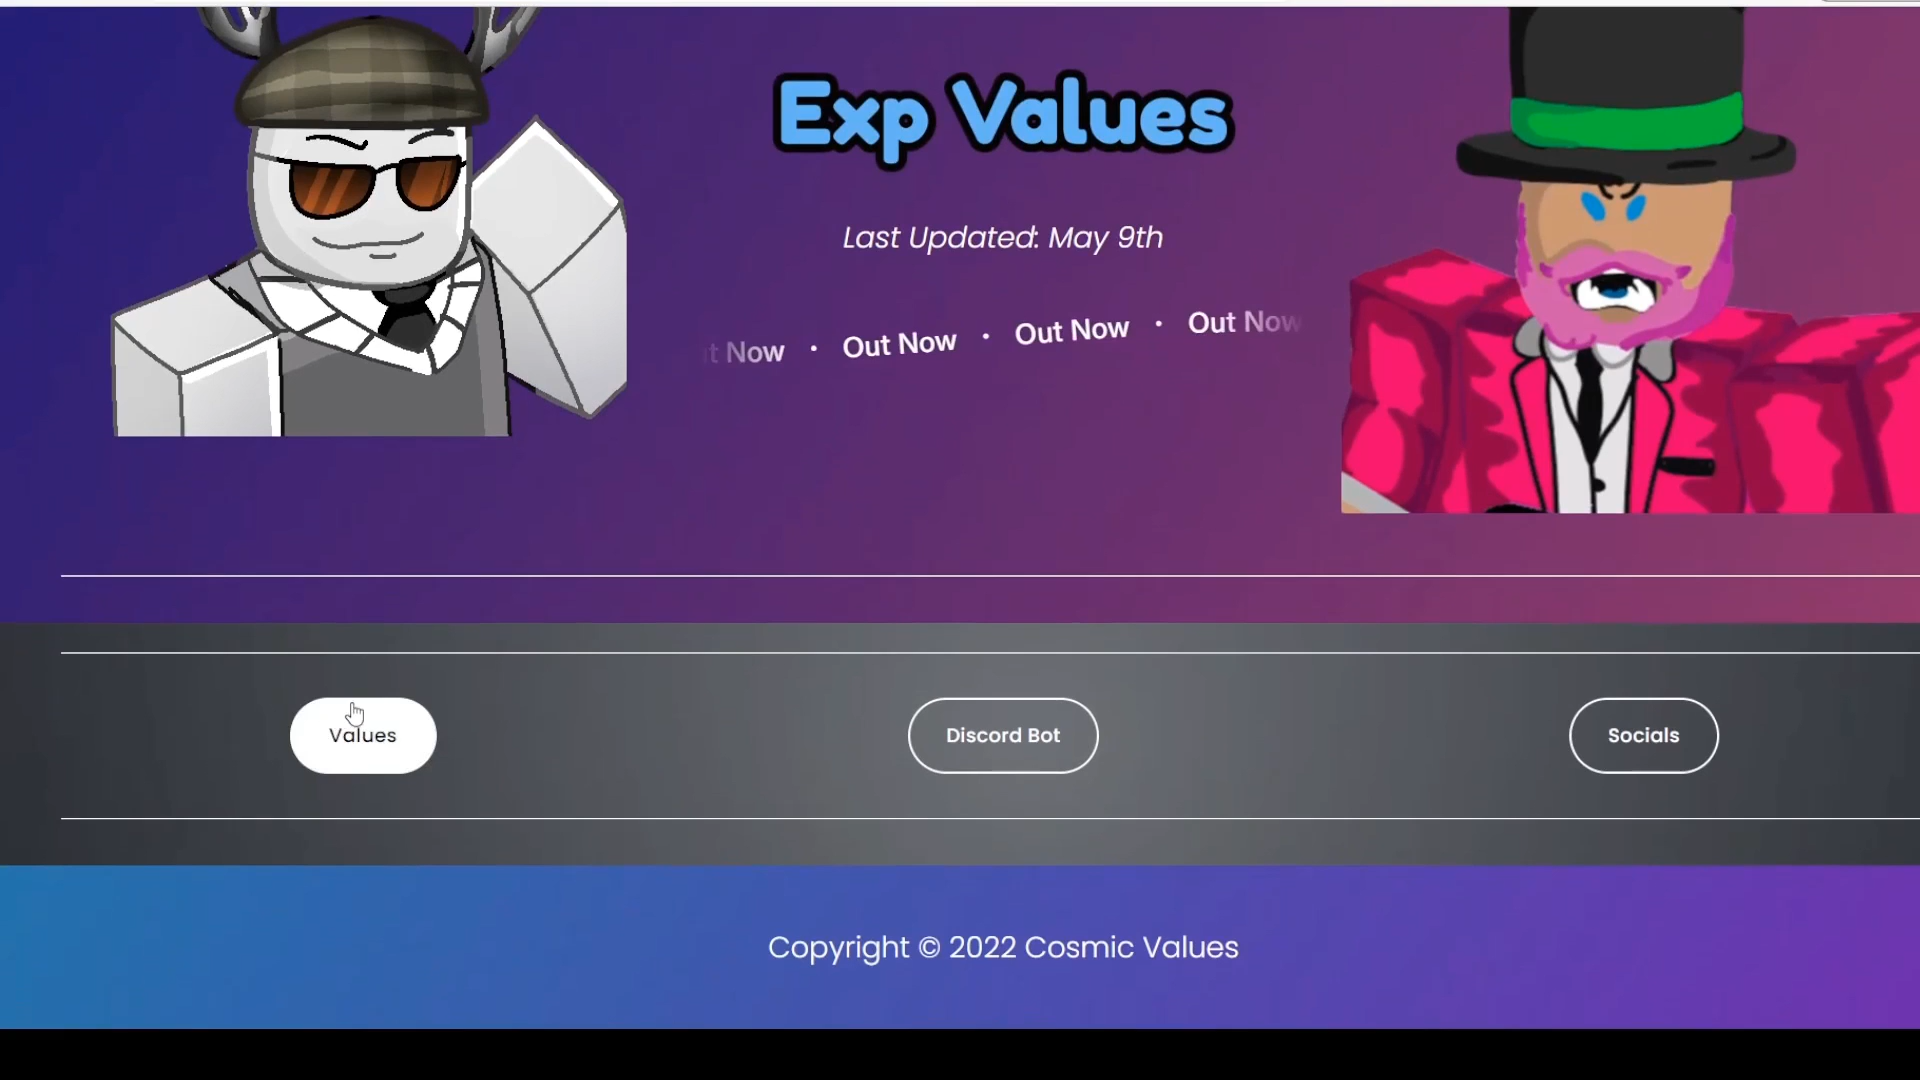 Exp Values
Last Updated: May 9th
t Now • Out Now • Out Now • Out Now
Values
Discord Bot
Socials
Copyright © 2022 Cosmic Values